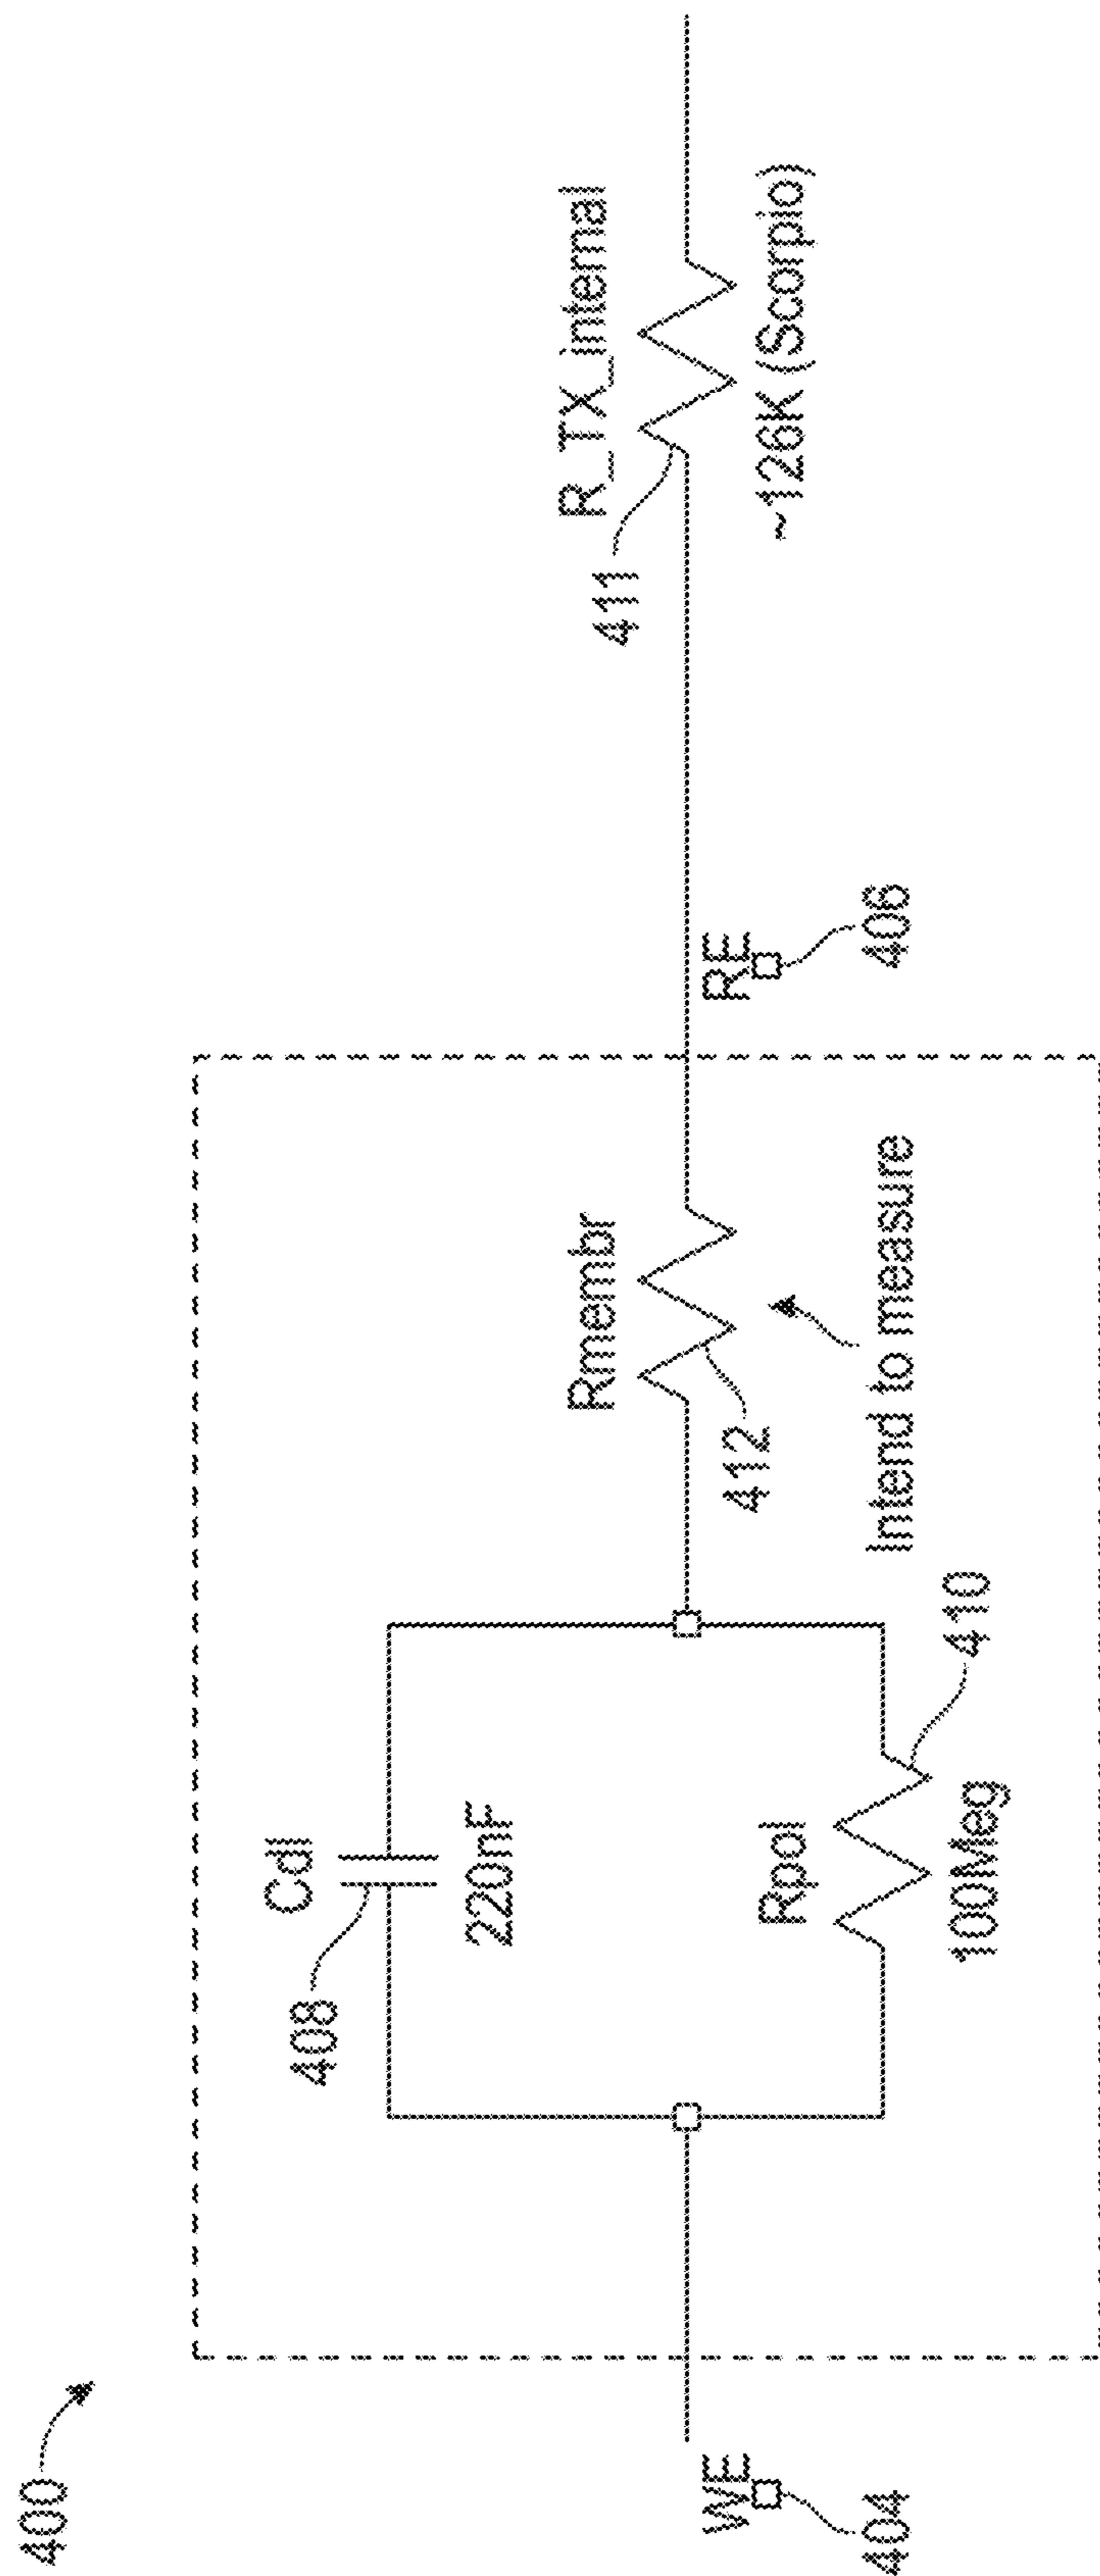 400
Cdl
408
220nF
Rpol
410
100Meg
Rmembr
412
Intend to measure
R_TX_internal
411
~126K (Scorpio)
WE
404
RE
406